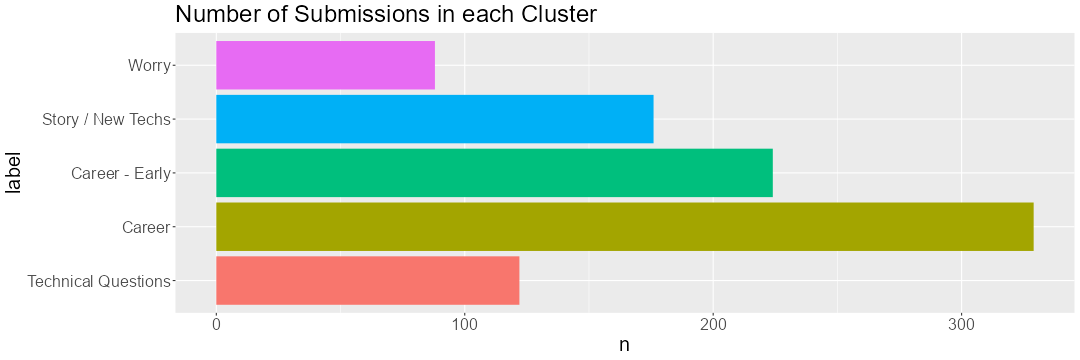 Number of Submissions in each Cluster
label
Worry
Story / New Techs
Career - Early
Career
Technical Questions
0 100 200 300
n